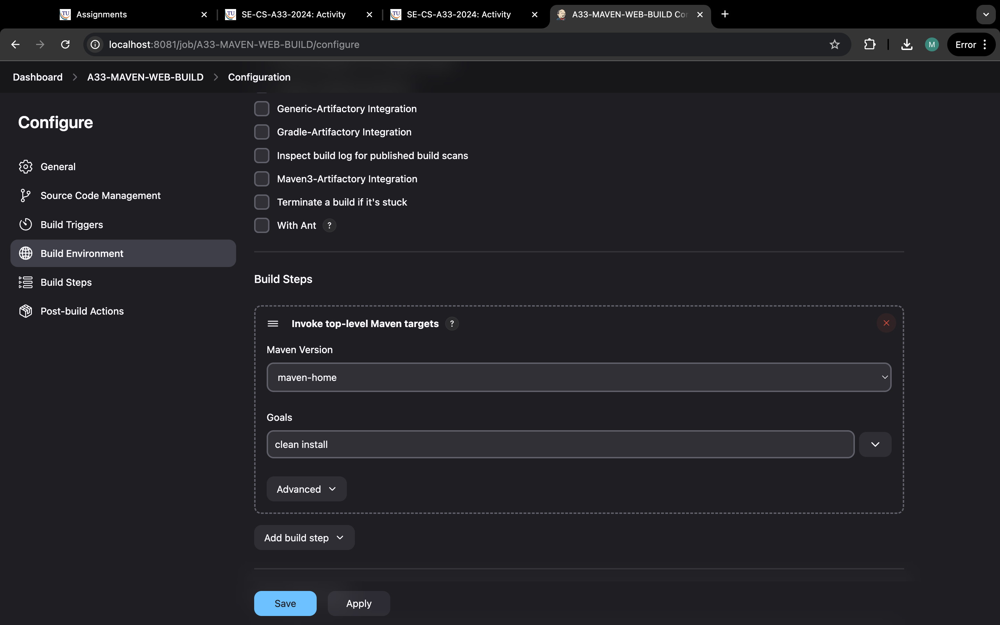 Assignments
SE-CS-A33-2024: Activity
SE-CS-A33-2024: Activity
A33-MAVEN-WEB-BUILD Con
localhost:8081/job/A33-MAVEN-WEB-BUILD/configure
M
Error
Dashboard
A33-MAVEN-WEB-BUILD
Configuration
Configure
General
Source Code Management
Build Triggers
Build Environment
Build Steps
Post-build Actions
Generic-Artifactory Integration
Gradle-Artifactory Integration
Inspect build log for published build scans
Maven3-Artifactory Integration
Terminate a build if it's stuck
With Ant ?
Build Steps
Invoke top-level Maven targets ?
Maven Version
maven-home
Goals
clean install
Advanced
Add build step
Save
Apply